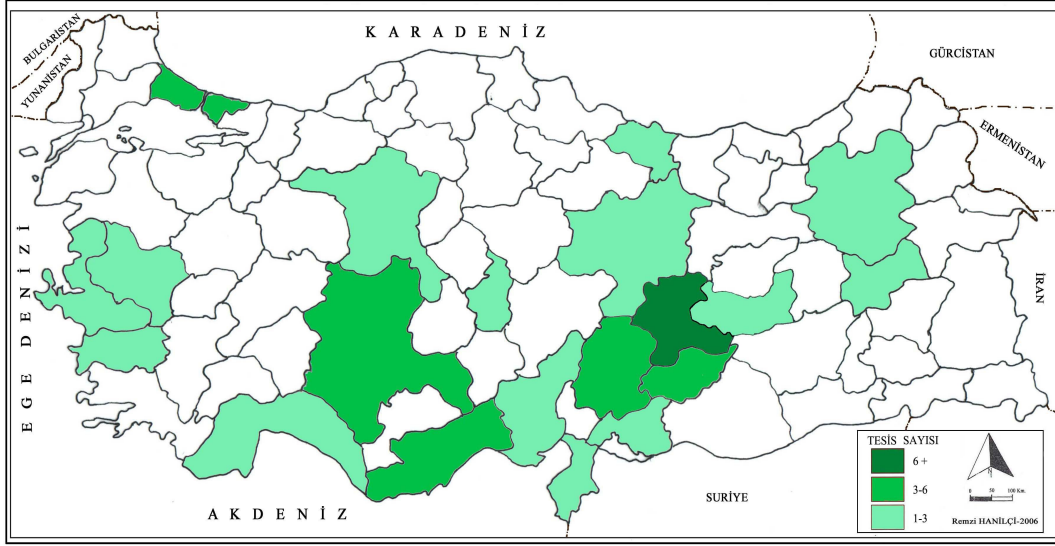 KARADENİZ
BULGARİSTAN
YUNANİSTAN
GÜRCİSTAN
ERMENİSTAN
EGE DENİZİ
İRAN
AKDENİZ
SURİYE
TESİS SAYISI
6 +
3-6
1-3
N
0 50 100 Km.
Remzi HANİLÇİ-2006